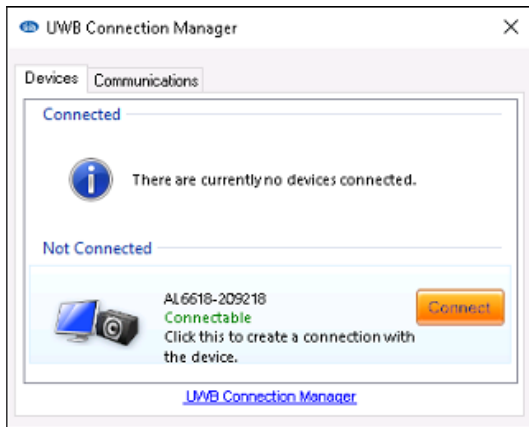 UWB Connection Manager
Devices
Communications
Connected
There are currently no devices connected.
Not Connected
AL6618-2D9218
Connectable
Connect
Click this to create a connection with
the device.
UWB Connection Manager